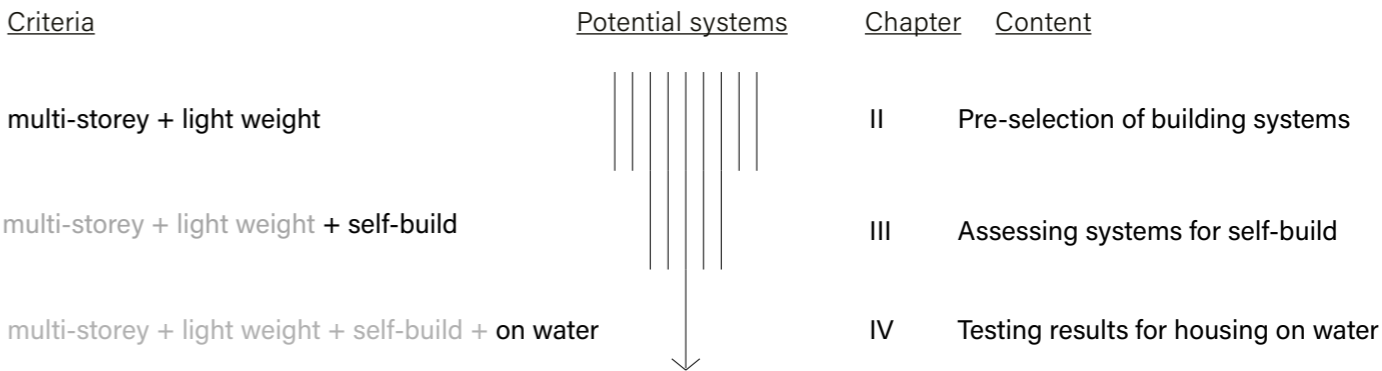 Criteria Potential systems Chapter Content
multi-storey + light weight II Pre-selection of building systems
multi-storey + light weight + self-build III Assessing systems for self-build
multi-storey + light weight + self-build + on water IV Testing results for housing on water